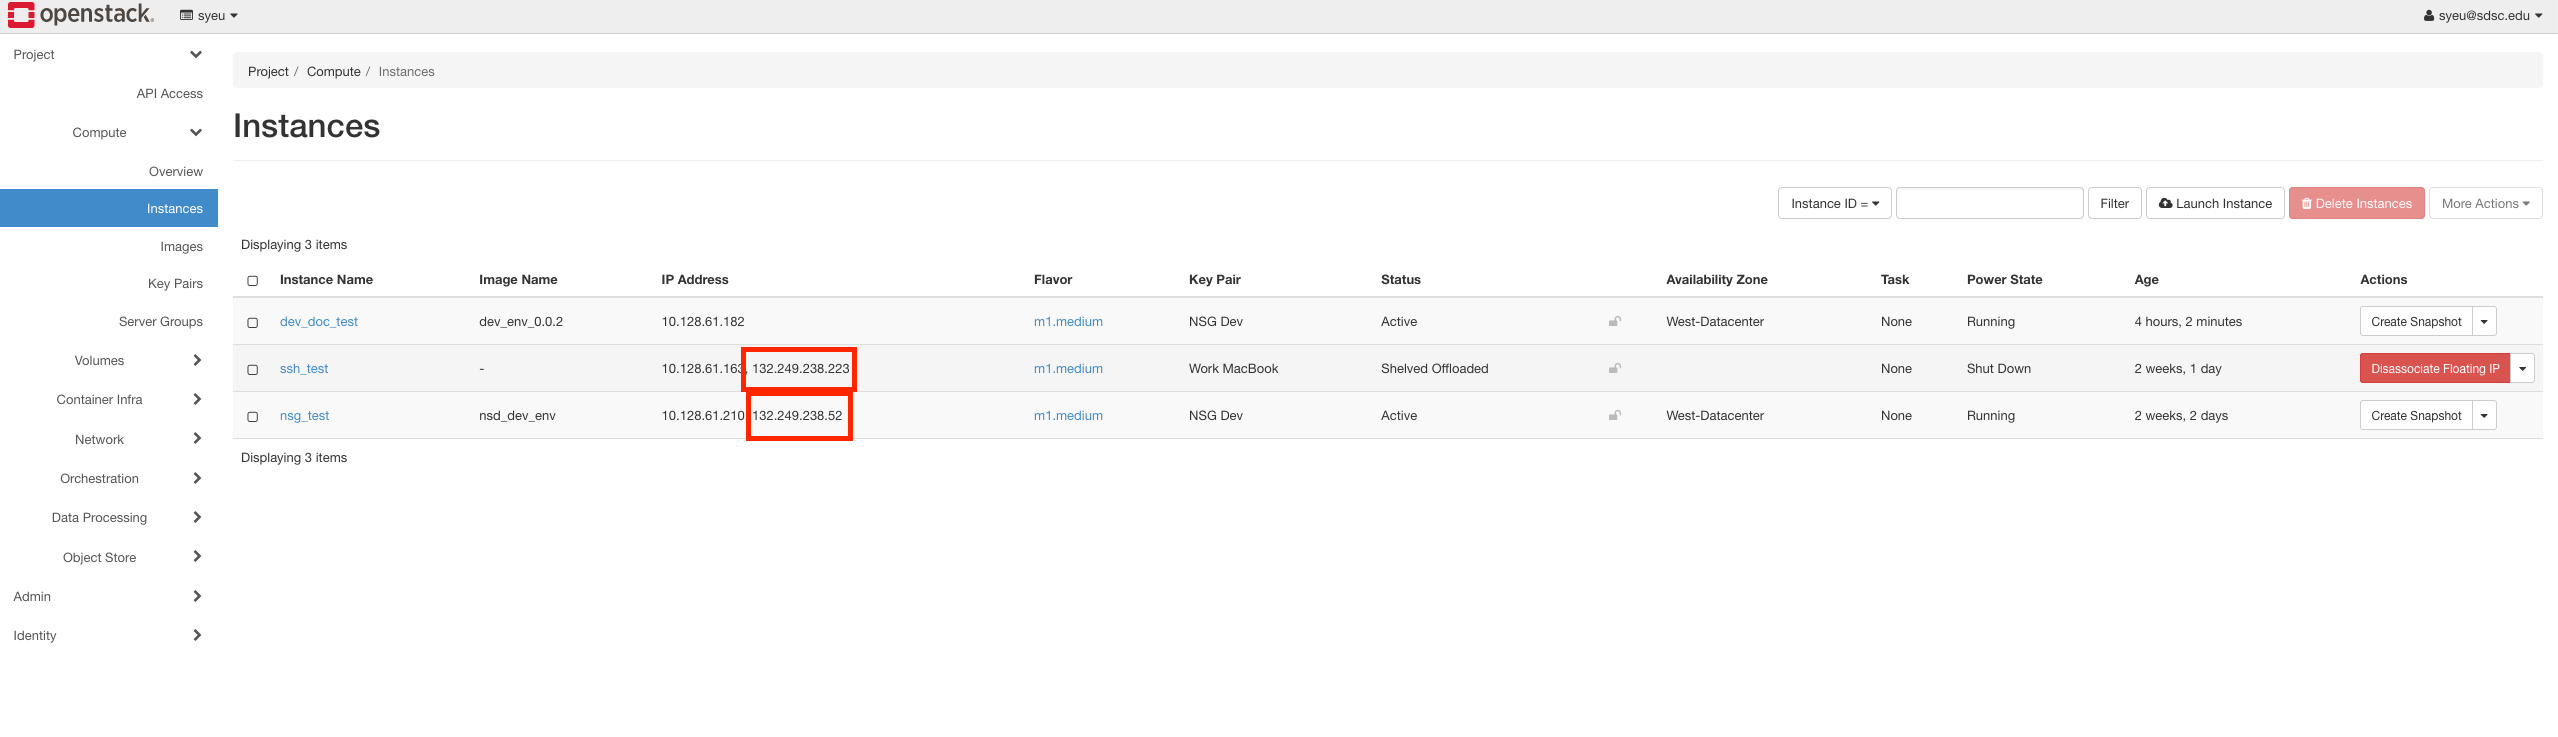 openstack. syeu syeu@sdsc.edu
Project
Project / Compute / Instances
API Access
Compute
Instances
Overview
Instances
Instance ID = Filter Launch Instance Delete Instances More Actions
Images
Displaying 3 items
Key Pairs
Instance Name Image Name IP Address Flavor Key Pair Status Availability Zone Task Power State Age Actions
Server Groups
dev_doc_test dev_env_0.0.2 10.128.61.182 m1.medium NSG Dev Active West-Datacenter None Running 4 hours, 2 minutes Create Snapshot
Volumes
ssh_test - 10.128.61.163, 132.249.238.223 m1.medium Work MacBook Shelved Offloaded None Shut Down 2 weeks, 1 day Disassociate Floating IP
Container Infra
nsg_test nsd_dev_env 10.128.61.210 132.249.238.52 m1.medium NSG Dev Active West-Datacenter None Running 2 weeks, 2 days Create Snapshot
Network
Displaying 3 items
Orchestration
Data Processing
Object Store
Admin
Identity